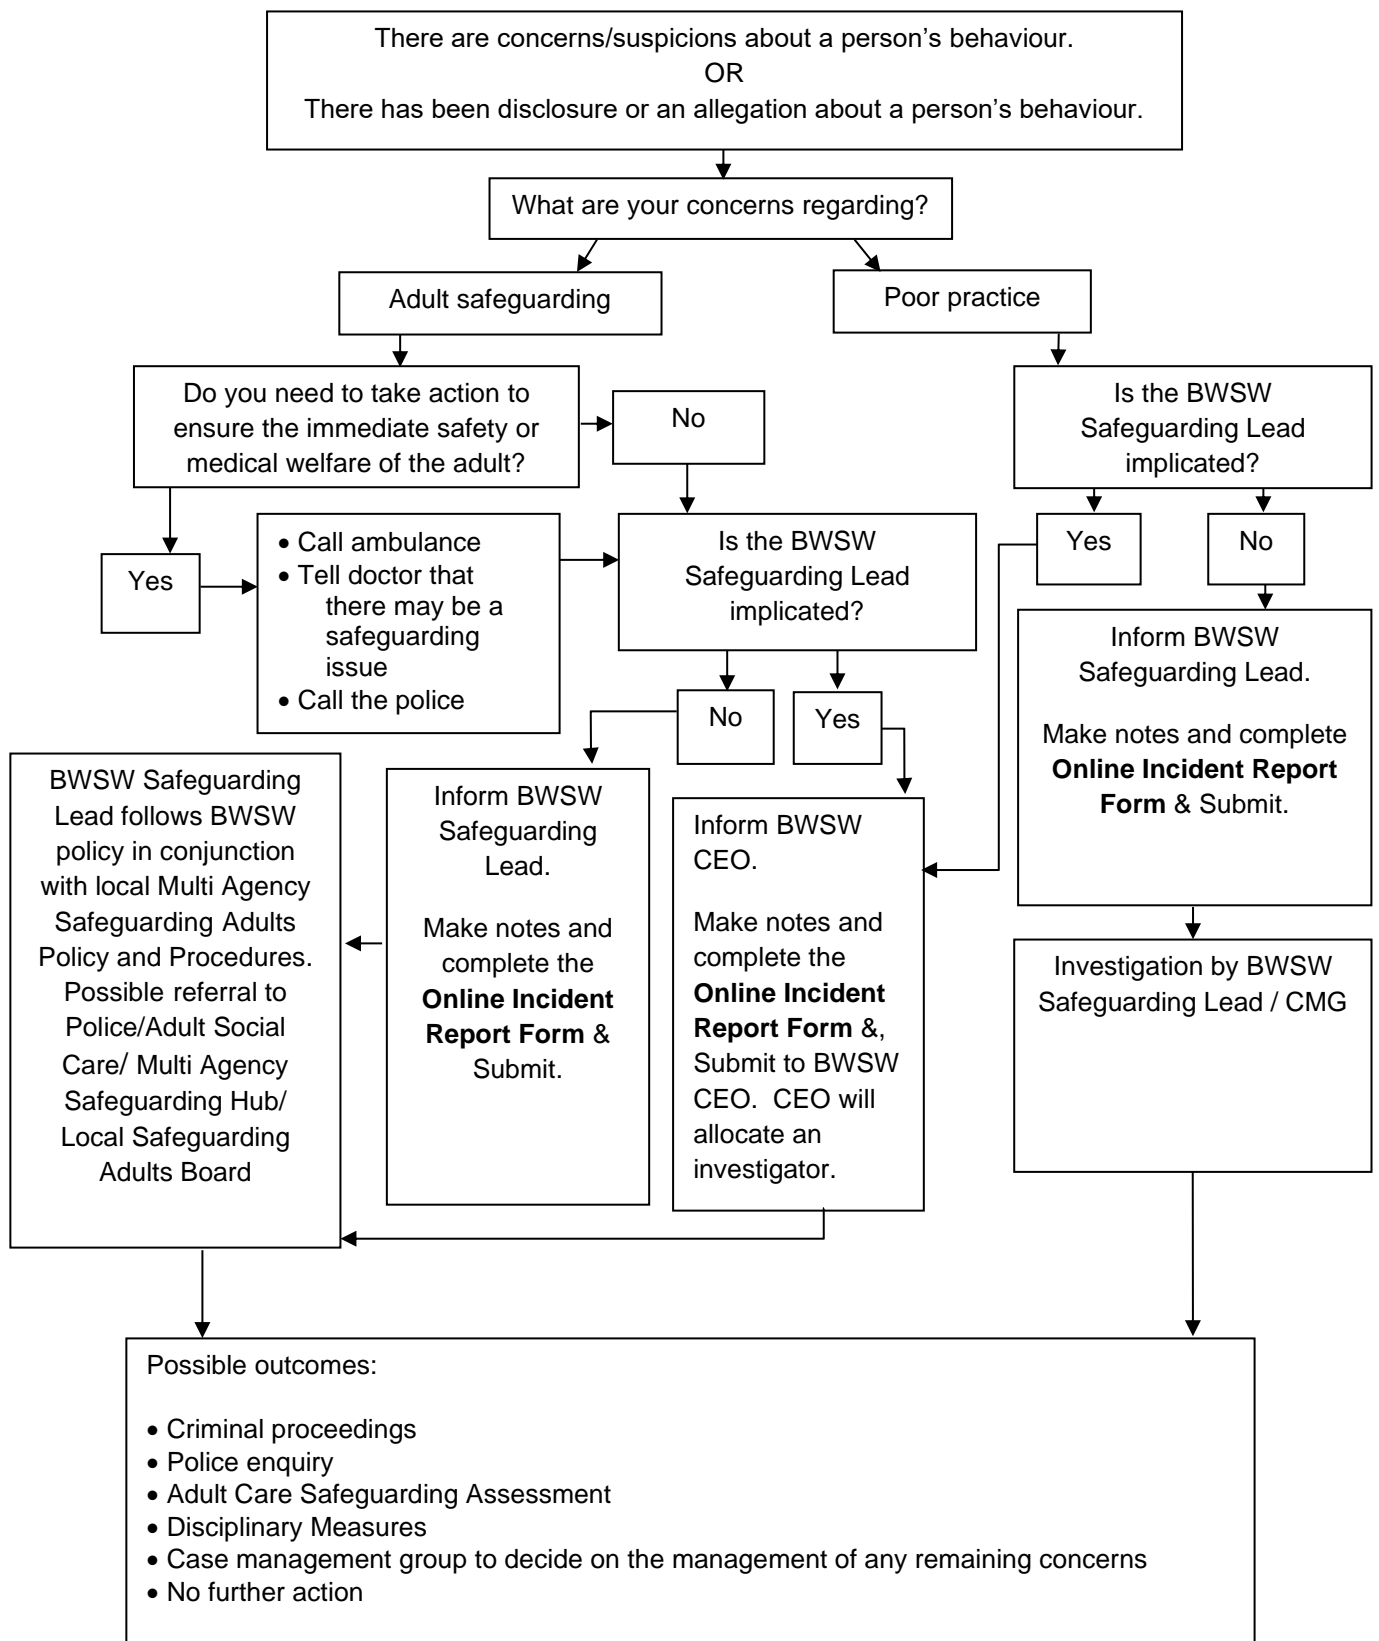 There are concerns/suspicions about a person’s behaviour.
OR
There has been disclosure or an allegation about a person’s behaviour.
What are your concerns regarding?
Adult safeguarding
Poor practice
Do you need to take action to
ensure the immediate safety or
medical welfare of the adult?
No
Is the BWSW
Safeguarding Lead
implicated?
Yes
• Call ambulance
• Tell doctor that
there may be a
safeguarding
issue
• Call the police
Is the BWSW
Safeguarding Lead
implicated?
Yes
No
No
Yes
Inform BWSW
Safeguarding Lead.
Make notes and complete
Online Incident Report
Form & Submit.
BWSW Safeguarding
Lead follows BWSW
policy in conjunction
with local Multi Agency
Safeguarding Adults
Policy and Procedures.
Possible referral to
Police/Adult Social
Care/ Multi Agency
Safeguarding Hub/
Local Safeguarding
Adults Board
Inform BWSW
Safeguarding
Lead.
Make notes and
complete the
Online Incident
Report Form &
Submit.
Inform BWSW
CEO.
Make notes and
complete the
Online Incident
Report Form &,
Submit to BWSW
CEO.  CEO will
allocate an
investigator.
Investigation by BWSW
Safeguarding Lead / CMG
Possible outcomes:
• Criminal proceedings
• Police enquiry
• Adult Care Safeguarding Assessment
• Disciplinary Measures
• Case management group to decide on the management of any remaining concerns
• No further action